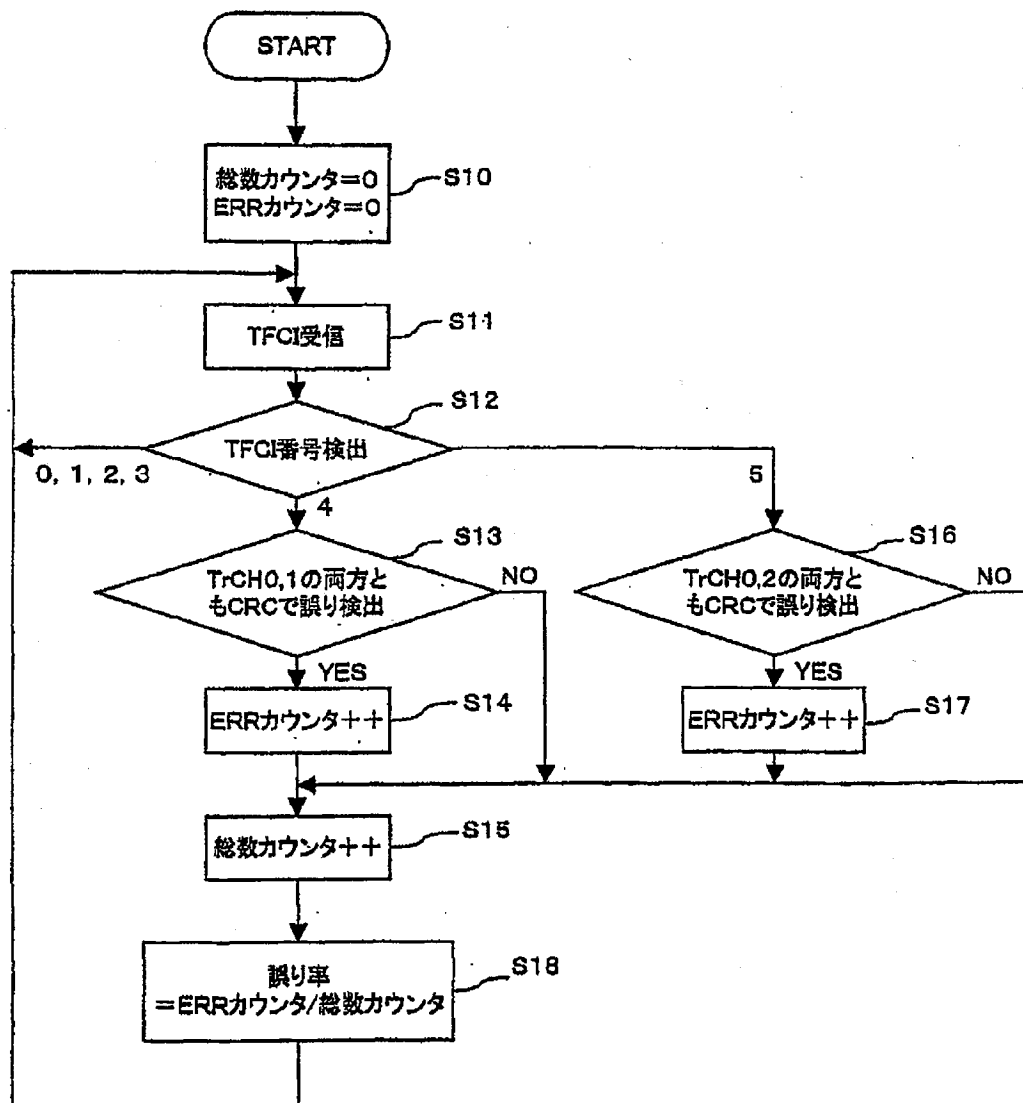 START
総数カウンタ=0
ERRカウンタ=0
S10
TFCI受信
S11
S12
TFCI番号検出
0, 1, 2, 3
4
5
S13
TrCH0,1の両方と
もCRCで誤り検出
NO
S16
TrCH0,2の両方と
もCRCで誤り検出
NO
YES
YES
ERRカウンタ++
S14
ERRカウンタ++
S17
総数カウンタ++
S15
誤り率
=ERRカウンタ/総数カウンタ
S18